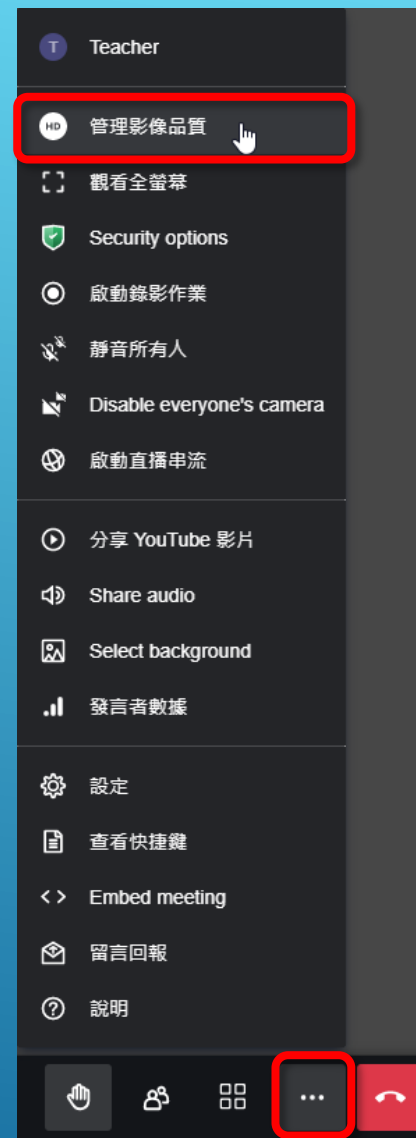 T Teacher
HD 管理影像品質
觀看全螢幕
Security options
啟動錄影作業
靜音所有人
Disable everyone's camera
啟動直播串流
分享 YouTube 影片
Share audio
Select background
發言者數據
設定
查看快捷鍵
Embed meeting
留言回報
說明